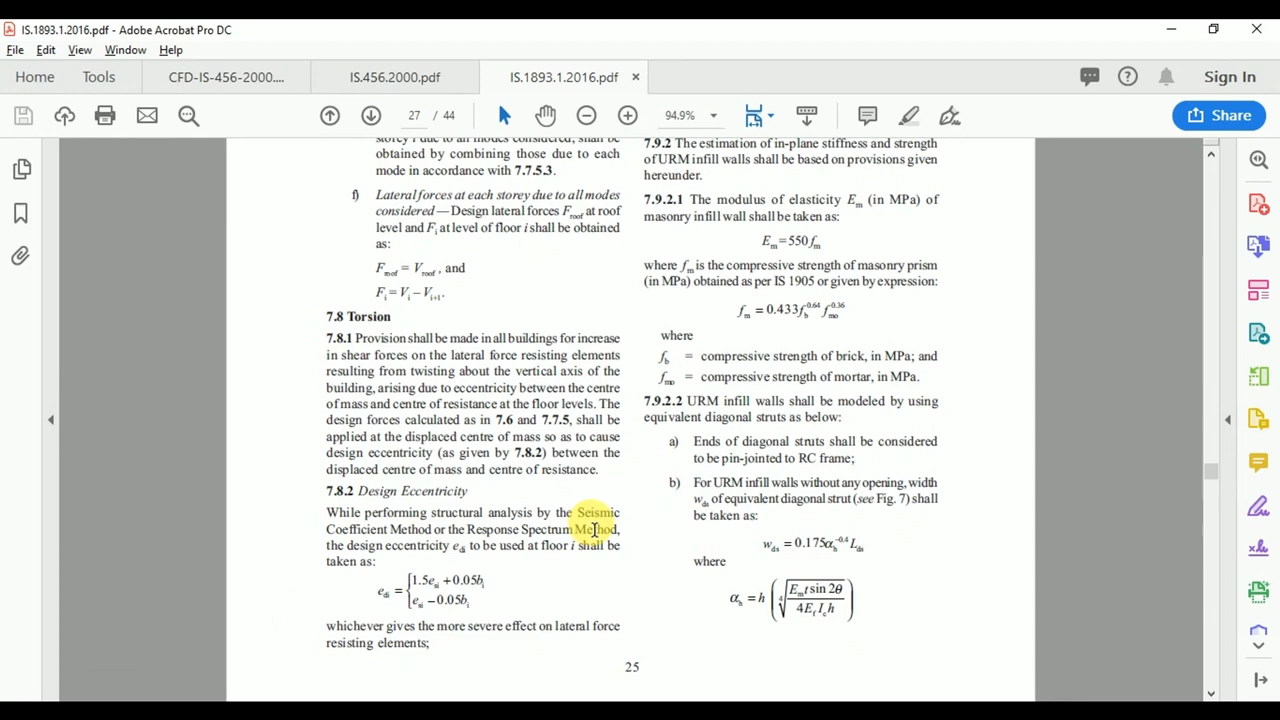 IS.1893.1.2016.pdf - Adobe Acrobat Pro DC
File Edit View Window Help
Home Tools CFD-IS-456-2000.... IS.456.2000.pdf IS.1893.1.2016.pdf ×
27 / 44 94.9% Share
Sign In
obtained by combining those due to each
mode in accordance with 7.7.5.3.
f) Lateral forces at each storey due to all modes
considered — Design lateral forces F_roof at roof
level and F_i at level of floor i shall be obtained
as:
F_roof = V_roof, and
F_i = V_i – V_i+1.
7.8 Torsion
7.8.1 Provision shall be made in all buildings for increase
in shear forces on the lateral force resisting elements
resulting from twisting about the vertical axis of the
building, arising due to eccentricity between the centre
of mass and centre of resistance at the floor levels. The
design forces calculated as in 7.6 and 7.7.5, shall be
applied at the displaced centre of mass so as to cause
design eccentricity (as given by 7.8.2) between the
displaced centre of mass and centre of resistance.
7.8.2 Design Eccentricity
While performing structural analysis by the Seismic
Coefficient Method or the Response Spectrum Method,
the design eccentricity e_di to be used at floor i shall be
taken as:
e_di = { 1.5e_si + 0.05b_i
e_si – 0.05b_i
whichever gives the more severe effect on lateral force
resisting elements;
7.9.2 The estimation of in-plane stiffness and strength
of URM infill walls shall be based on provisions given
hereunder.
7.9.2.1 The modulus of elasticity E_m (in MPa) of
masonry infill wall shall be taken as:
E_m = 550 f_m
where f_m is the compressive strength of masonry prism
(in MPa) obtained as per IS 1905 or given by expression:
f_m = 0.433 f_b^0.64 f_mo^0.36
where
f_b = compressive strength of brick, in MPa; and
f_mo = compressive strength of mortar, in MPa.
7.9.2.2 URM infill walls shall be modeled by using
equivalent diagonal struts as below:
a) Ends of diagonal struts shall be considered
to be pin-jointed to RC frame;
b) For URM infill walls without any opening, width
w_ds of equivalent diagonal strut (see Fig. 7) shall
be taken as:
w_ds = 0.175α_h^-0.4 L_ds
where
α_h = h (⁴√(E_m t sin 2θ / 4E_f I_c h))
25